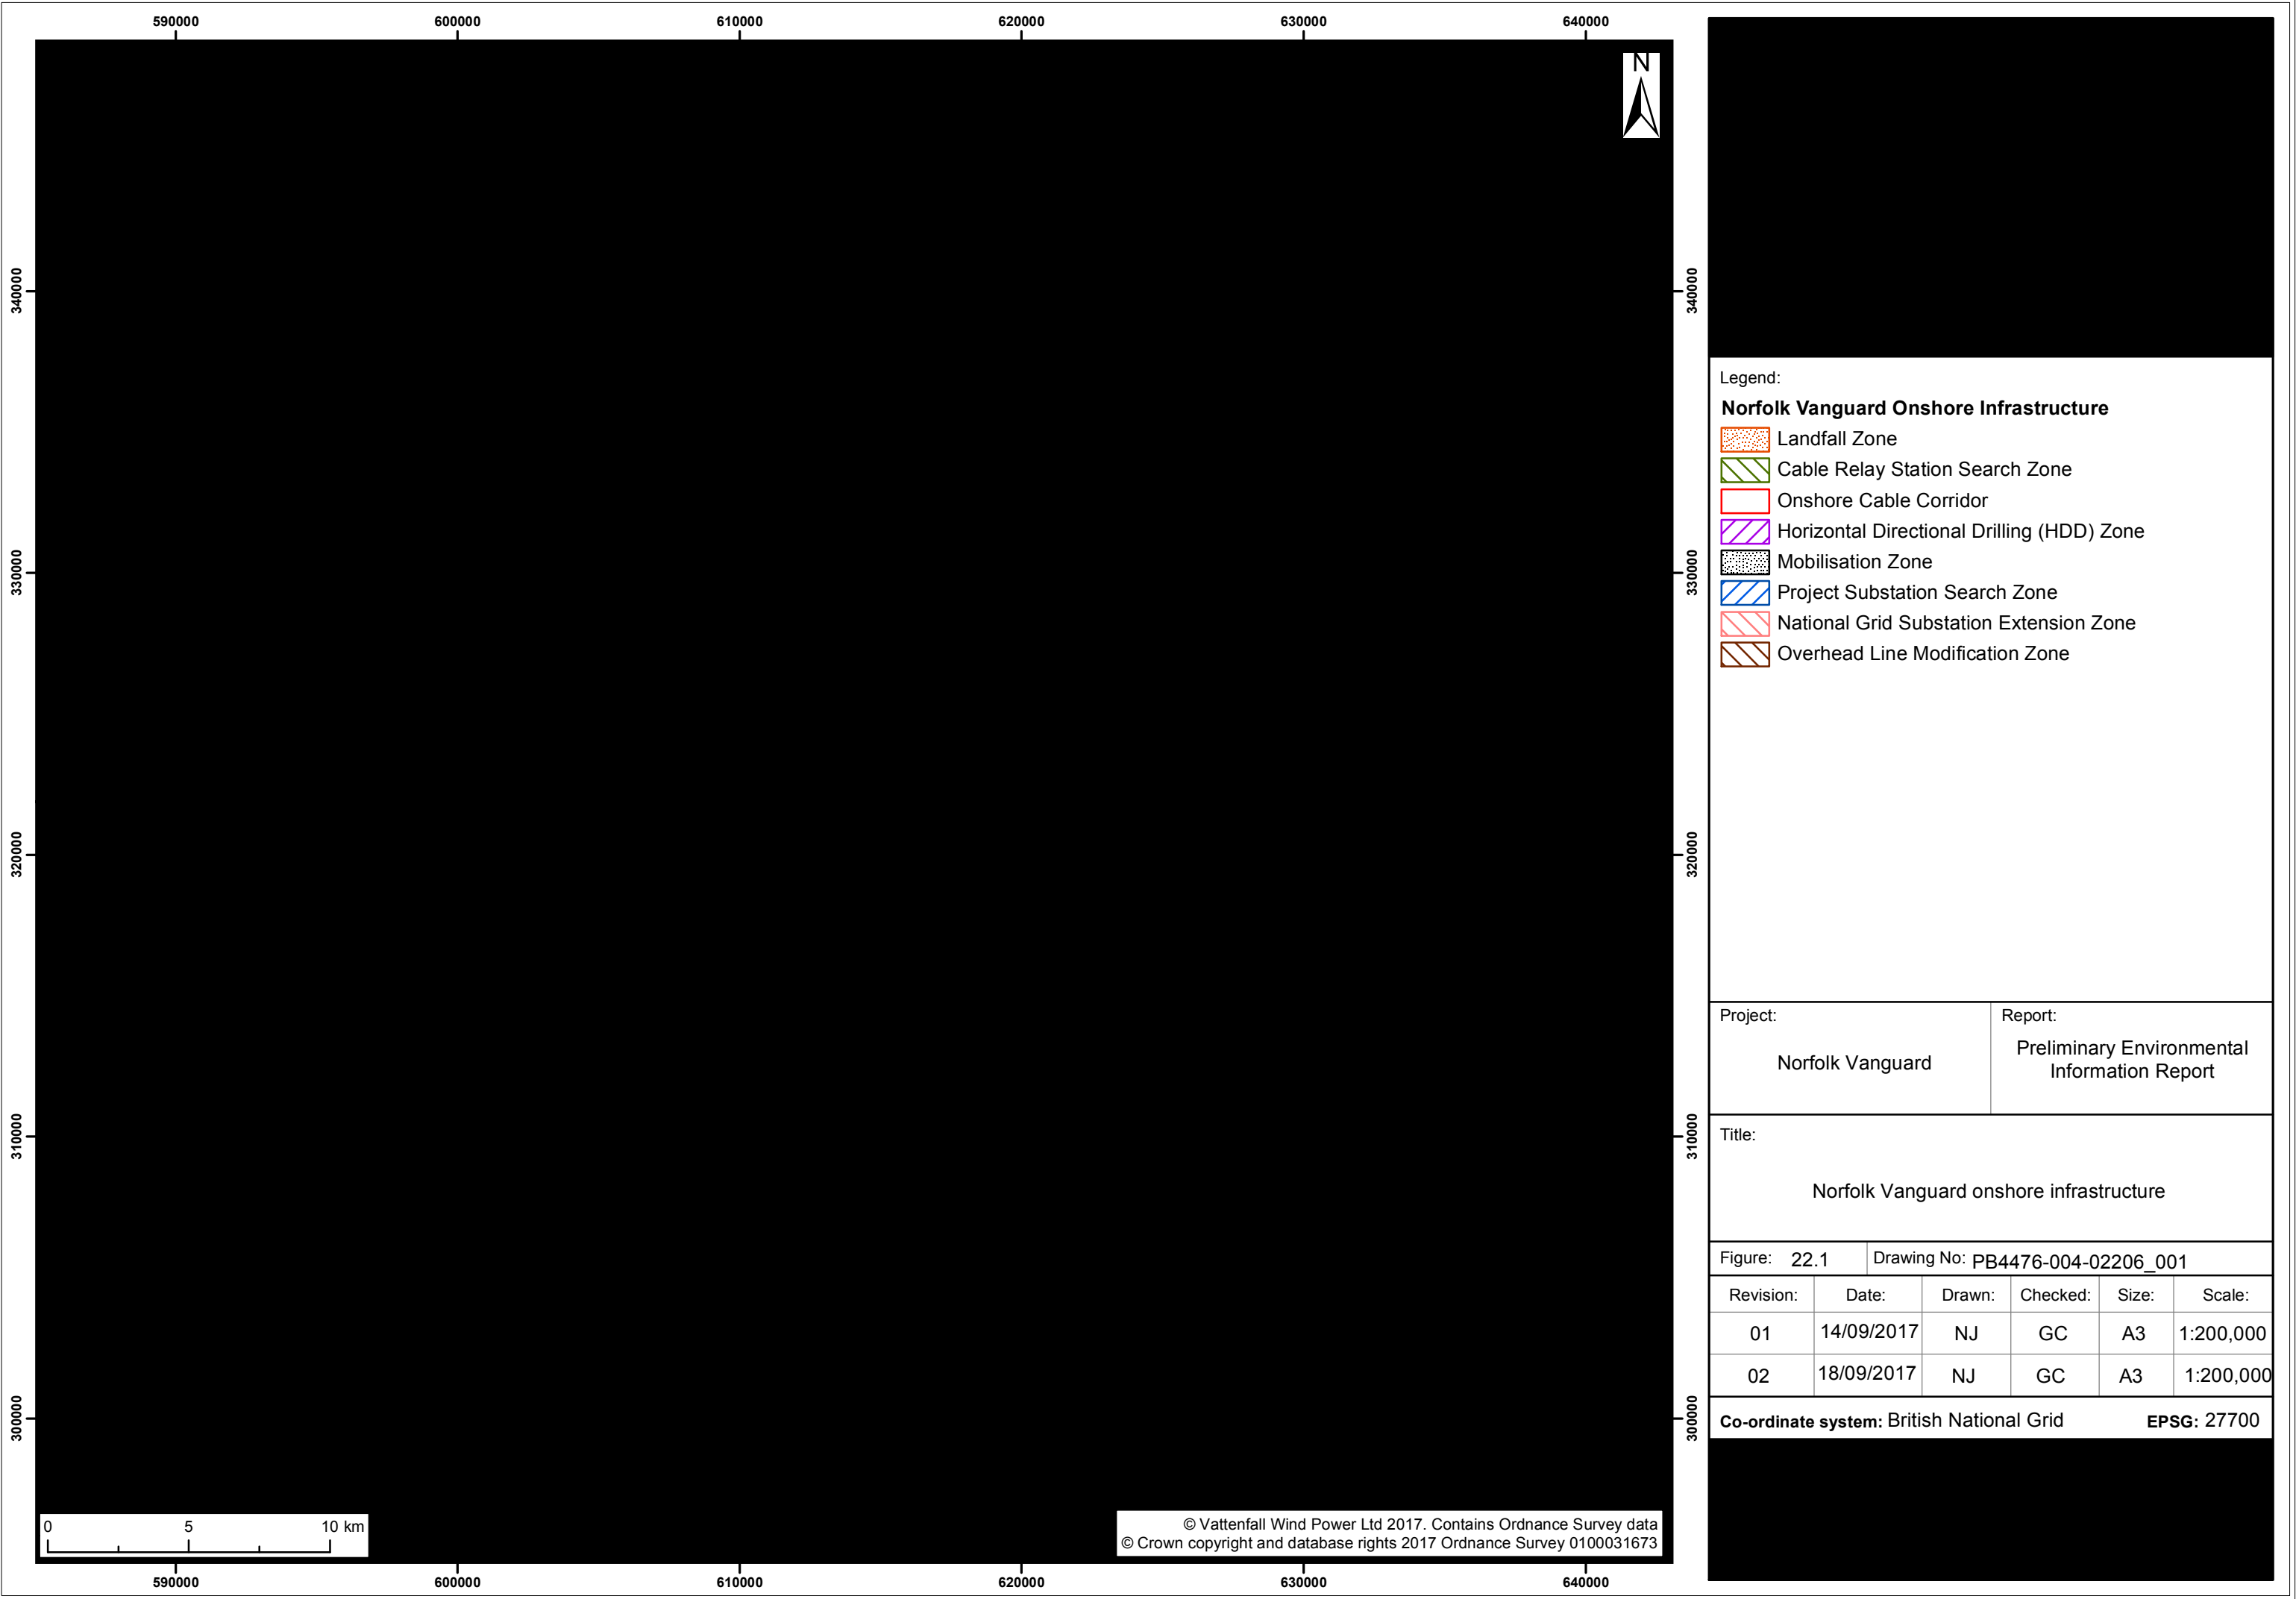 590000 600000 610000 620000 630000 640000
N
340000 340000
330000 330000
320000 320000
310000 310000
300000 300000
0 5 10 km
© Vattenfall Wind Power Ltd 2017. Contains Ordnance Survey data
© Crown copyright and database rights 2017 Ordnance Survey 0100031673
590000 600000 610000 620000 630000 640000
Legend:
Norfolk Vanguard Onshore Infrastructure
Landfall Zone
Cable Relay Station Search Zone
Onshore Cable Corridor
Horizontal Directional Drilling (HDD) Zone
Mobilisation Zone
Project Substation Search Zone
National Grid Substation Extension Zone
Overhead Line Modification Zone
Project:
Norfolk Vanguard
Report:
Preliminary Environmental
Information Report
Title:
Norfolk Vanguard onshore infrastructure
Figure: 22.1 Drawing No: PB4476-004-02206_001
Revision: Date: Drawn: Checked: Size: Scale:
01 14/09/2017 NJ GC A3 1:200,000
02 18/09/2017 NJ GC A3 1:200,000
Co-ordinate system: British National Grid EPSG: 27700